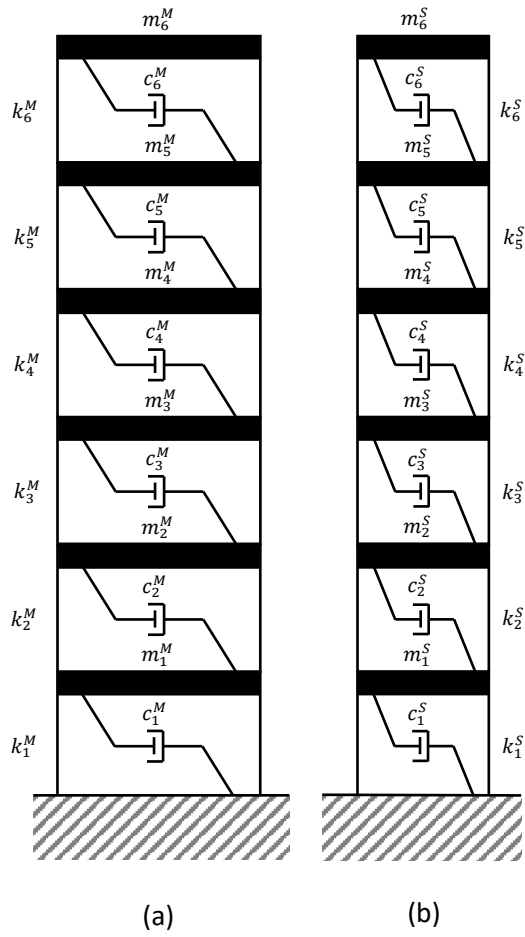 m_6^M m_6^S
c_6^M c_6^S
k_6^M k_6^S
m_5^M m_5^S
c_5^M c_5^S
k_5^M k_5^S
m_4^M m_4^S
c_4^M c_4^S
k_4^M k_4^S
m_3^M m_3^S
c_3^M c_3^S
k_3^M k_3^S
m_2^M m_2^S
c_2^M c_2^S
k_2^M k_2^S
m_1^M m_1^S
c_1^M c_1^S
k_1^M k_1^S
(a) (b)